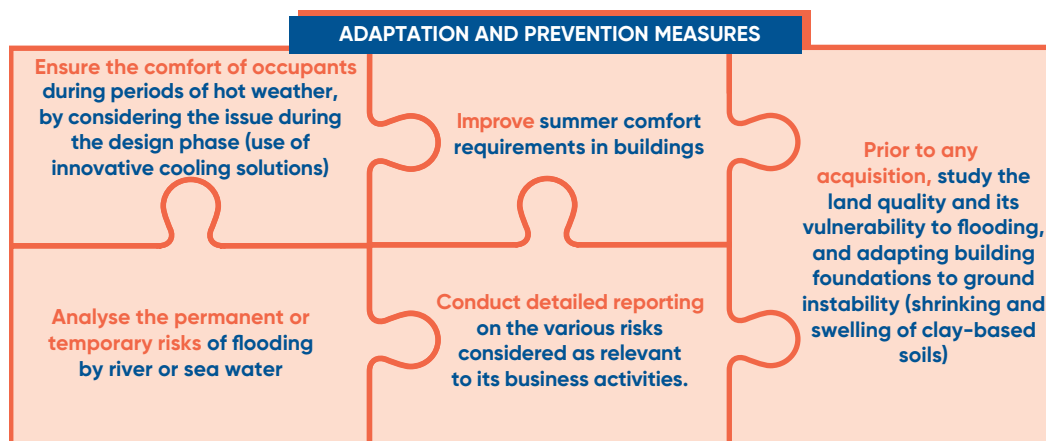 ADAPTATION AND PREVENTION MEASURES
Ensure the comfort of occupants
during periods of hot weather,
by considering the issue during
the design phase (use of
innovative cooling solutions)
Improve summer comfort
requirements in buildings
Prior to any
acquisition, study the
land quality and its
vulnerability to flooding,
and adapting building
foundations to ground
instability (shrinking and
swelling of clay-based
soils)
Analyse the permanent or
temporary risks of flooding
by river or sea water
Conduct detailed reporting
on the various risks
considered as relevant
to its business activities.